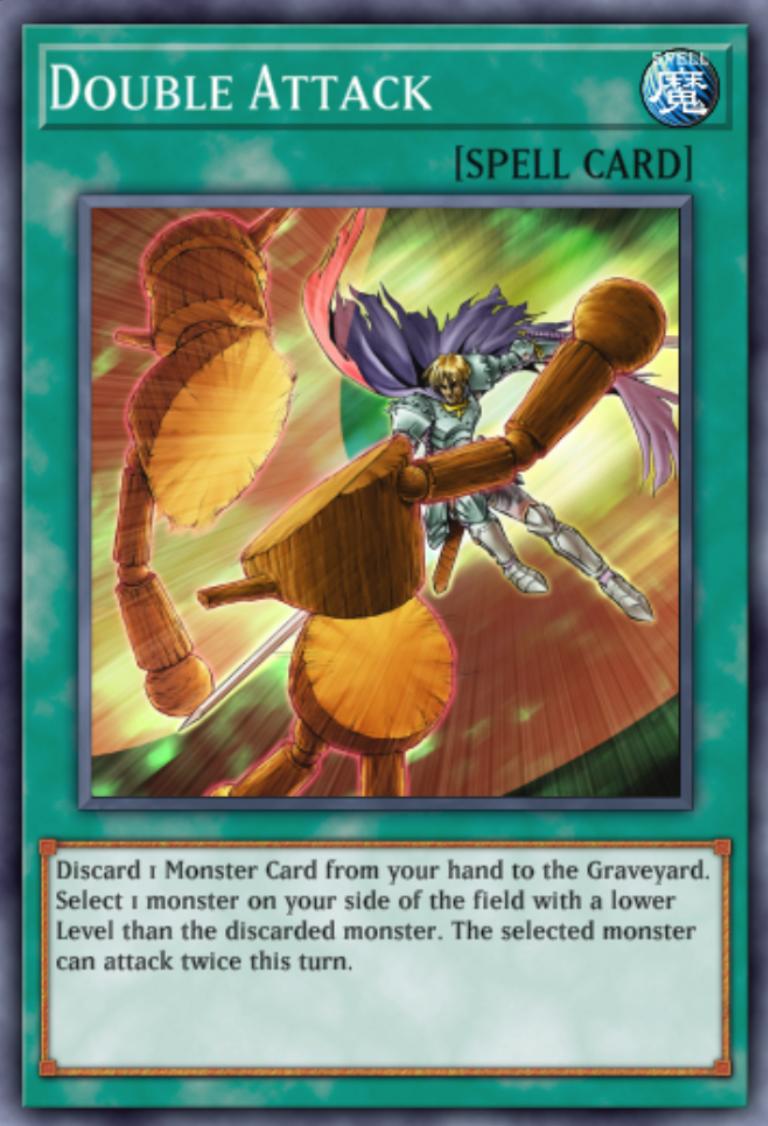 Double Attack
SPELL
魔
[SPELL CARD]
Discard 1 Monster Card from your hand to the Graveyard.
Select 1 monster on your side of the field with a lower
Level than the discarded monster. The selected monster
can attack twice this turn.